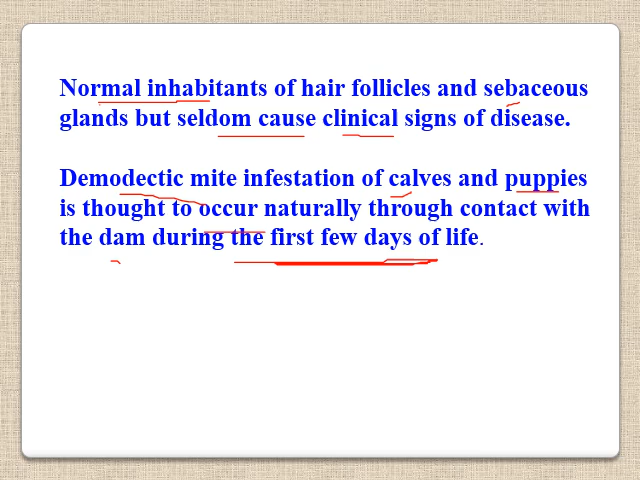 Normal inhabitants of hair follicles and sebaceous
glands but seldom cause clinical signs of disease.
Demodectic mite infestation of calves and puppies
is thought to occur naturally through contact with
the dam during the first few days of life.